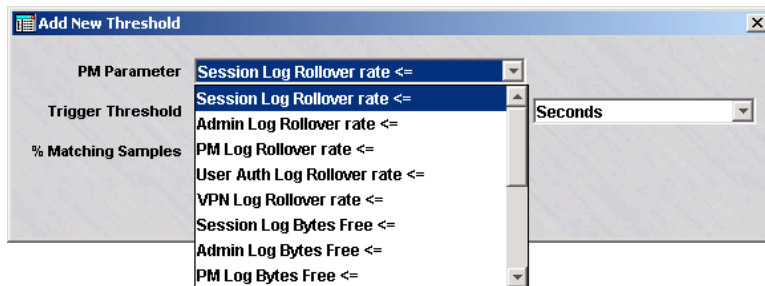 Add New Threshold
PM Parameter Session Log Rollover rate <=
Session Log Rollover rate <=
Trigger Threshold Seconds
Admin Log Rollover rate <=
% Matching Samples PM Log Rollover rate <=
User Auth Log Rollover rate <=
VPN Log Rollover rate <=
Session Log Bytes Free <=
Admin Log Bytes Free <=
PM Log Bytes Free <=